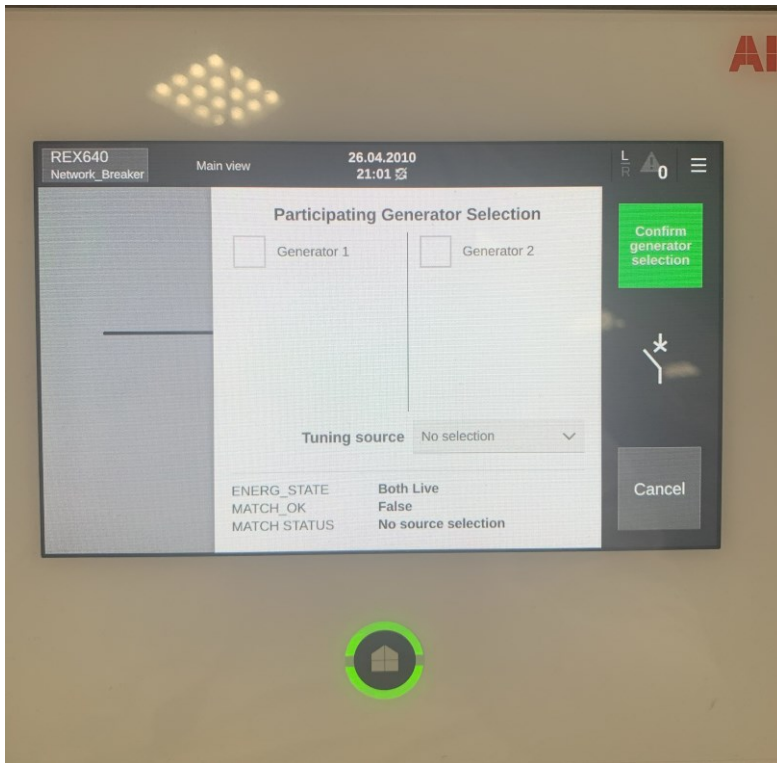 REX640
Network_Breaker
Main view
26.04.2010
21:01
L
R
0
Participating Generator Selection
Generator 1
Generator 2
Confirm
generator
selection
Tuning source No selection
Cancel
ENERG_STATE Both Live
MATCH_OK False
MATCH STATUS No source selection